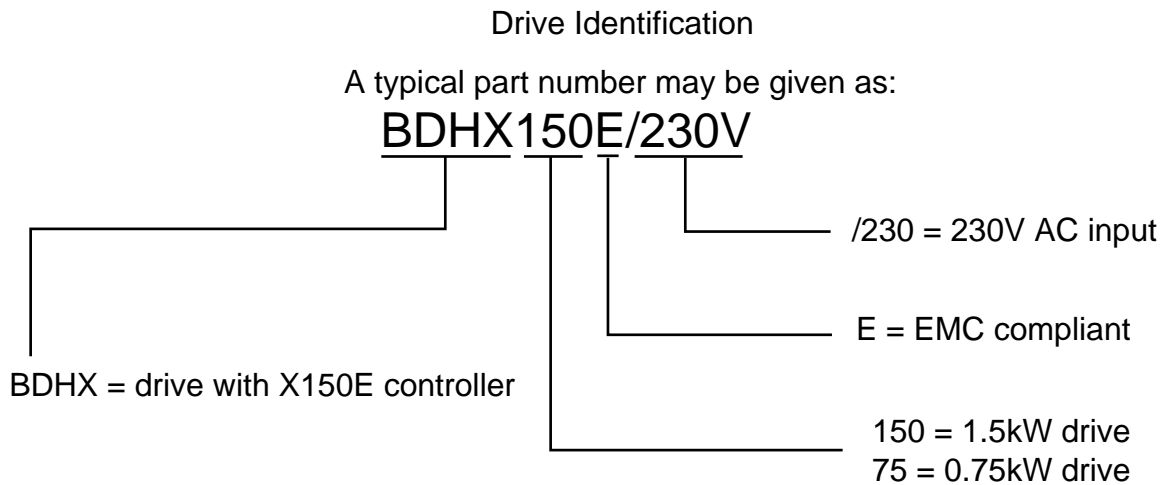 Drive Identification
A typical part number may be given as:
BDHX150E/230V
/230 = 230V AC input
E = EMC compliant
BDHX = drive with X150E controller
150 = 1.5kW drive
75 = 0.75kW drive